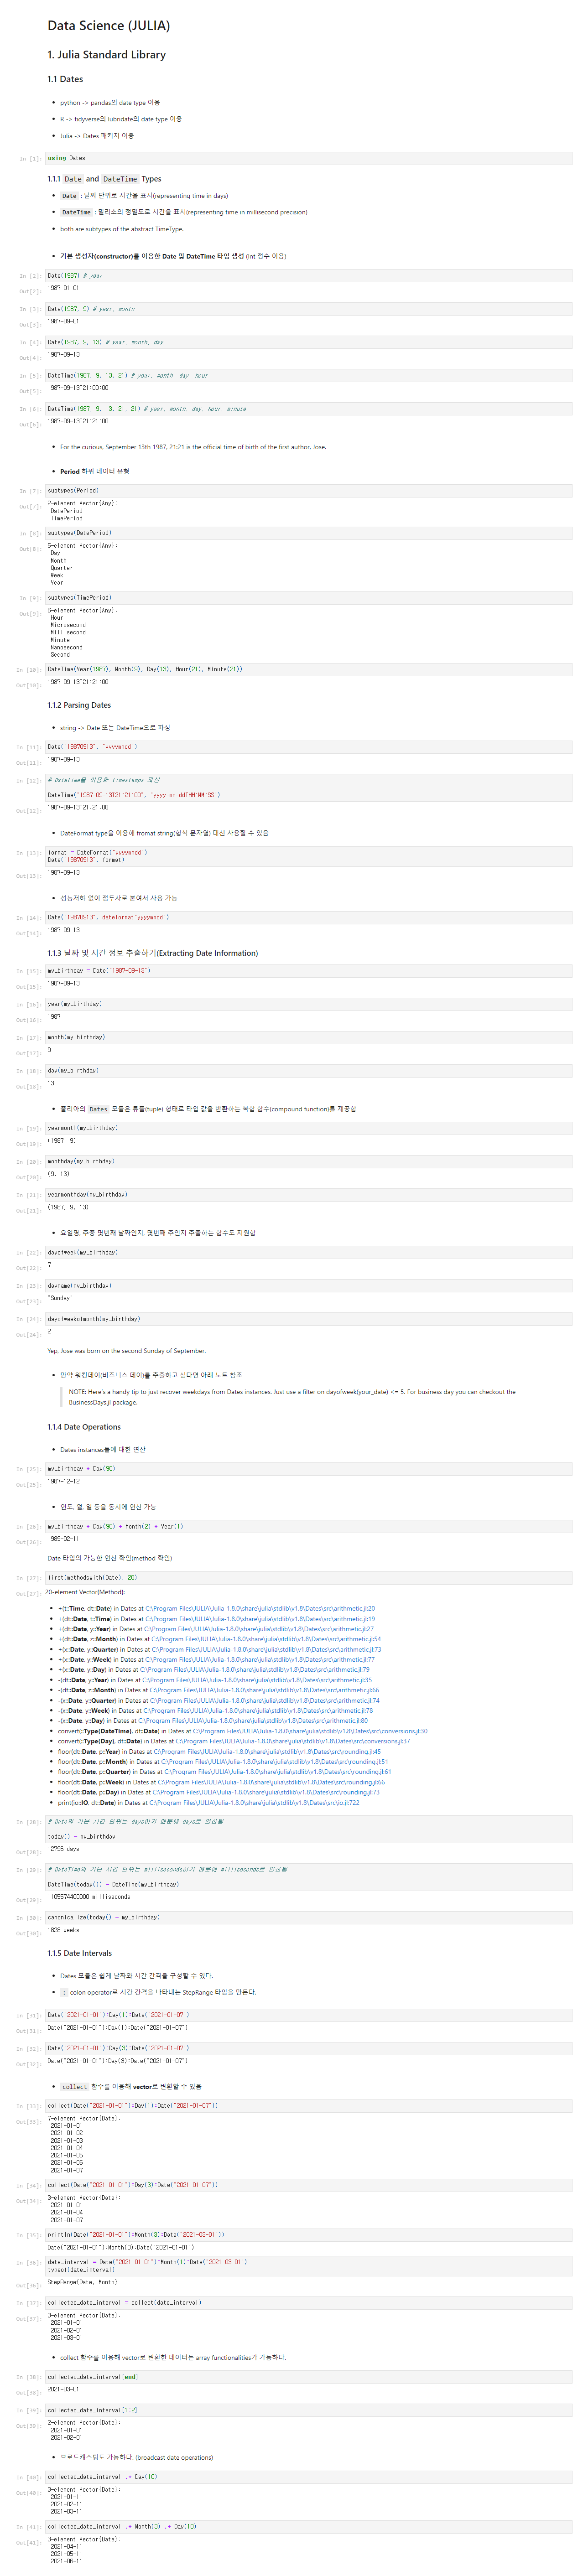 Data Science (JULIA)
1. Julia Standard Library
1.1 Dates
• python -> pandas의 date type 이용
• R -> tidyverse의 lubridate의 date type 이용
• Julia -> Dates 패키지 이용
In [1]: using Dates
1.1.1 Date and DateTime Types
• Date : 날짜 단위로 시간을 표시(representing time in days)
• DateTime : 밀리초의 정밀도로 시간을 표시(representing time in millisecond precision)
• both are subtypes of the abstract TimeType.
• 기본 생성자(constructor)를 이용한 Date 및 DateTime 타입 생성 (Int 정수 이용)
In [2]: Date(1987) # year
Out[2]: 1987-01-01
In [3]: Date(1987, 9) # year, month
Out[3]: 1987-09-01
In [4]: Date(1987, 9, 13) # year, month, day
Out[4]: 1987-09-13
In [5]: DateTime(1987, 9, 13, 21) # year, month, day, hour
Out[5]: 1987-09-13T21:00:00
In [6]: DateTime(1987, 9, 13, 21, 21) # year, month, day, hour, minute
Out[6]: 1987-09-13T21:21:00
• For the curious, September 13th 1987, 21:21 is the official time of birth of the first author, Jose.
• Period 하위 데이터 유형
In [7]: subtypes(Period)
Out[7]: 2-element Vector{Any}:
DatePeriod
TimePeriod
In [8]: subtypes(DatePeriod)
Out[8]: 5-element Vector{Any}:
Day
Month
Quarter
Week
Year
In [9]: subtypes(TimePeriod)
Out[9]: 6-element Vector{Any}:
Hour
Microsecond
Millisecond
Minute
Nanosecond
Second
In [10]: DateTime(Year(1987), Month(9), Day(13), Hour(21), Minute(21))
Out[10]: 1987-09-13T21:21:00
1.1.2 Parsing Dates
• string -> Date 또는 DateTime으로 파싱
In [11]: Date("19870913", "yyyymmdd")
Out[11]: 1987-09-13
In [12]: # Datetime을 이용한 timestamps 파싱
DateTime("1987-09-13T21:21:00", "yyyy-mm-ddTHH:MM:SS")
Out[12]: 1987-09-13T21:21:00
• DateFormat type을 이용해 fromat string(형식 문자열) 대신 사용할 수 있음
In [13]: format = DateFormat("yyyymmdd")
Date("19870913", format)
Out[13]: 1987-09-13
• 성능저하 없이 접두사로 붙여서 사용 가능
In [14]: Date("19870913", dateformat"yyyymmdd")
Out[14]: 1987-09-13
1.1.3 날짜 및 시간 정보 추출하기(Extracting Date Information)
In [15]: my_birthday = Date("1987-09-13")
Out[15]: 1987-09-13
In [16]: year(my_birthday)
Out[16]: 1987
In [17]: month(my_birthday)
Out[17]: 9
In [18]: day(my_birthday)
Out[18]: 13
• 줄리아의 Dates 모듈은 튜플(tuple) 형태로 타입 값을 반환하는 복합 함수(compound function)를 제공함
In [19]: yearmonth(my_birthday)
Out[19]: (1987, 9)
In [20]: monthday(my_birthday)
Out[20]: (9, 13)
In [21]: yearmonthday(my_birthday)
Out[21]: (1987, 9, 13)
• 요일명, 주중 몇번째 날짜인지, 몇번째 주인지 추출하는 함수도 지원함
In [22]: dayofweek(my_birthday)
Out[22]: 7
In [23]: dayname(my_birthday)
Out[23]: "Sunday"
In [24]: dayofweekofmonth(my_birthday)
Out[24]: 2
Yep, Jose was born on the second Sunday of September.
• 만약 워킹데이(비즈니스 데이)를 추출하고 싶다면 아래 노트 참조
NOTE: Here's a handy tip to just recover weekdays from Dates instances. Just use a filter on dayofweek(your_date) <= 5. For business day you can checkout the
BusinessDays.jl package.
1.1.4 Date Operations
• Dates instances들에 대한 연산
In [25]: my_birthday + Day(90)
Out[25]: 1987-12-12
• 연도, 월, 일 등을 동시에 연산 가능
In [26]: my_birthday + Day(90) + Month(2) + Year(1)
Out[26]: 1989-02-11
Date 타입의 가능한 연산 확인(method 확인)
In [27]: first(methodswith(Date), 20)
Out[27]: 20-element Vector{Method}:
• +(t::Time, dt::Date) in Dates at C:\Program Files\JULIA\Julia-1.8.0\share\julia\stdlib\v1.8\Dates\src\arithmetic.jl:20
• +(dt::Date, t::Time) in Dates at C:\Program Files\JULIA\Julia-1.8.0\share\julia\stdlib\v1.8\Dates\src\arithmetic.jl:19
• +(dt::Date, y::Year) in Dates at C:\Program Files\JULIA\Julia-1.8.0\share\julia\stdlib\v1.8\Dates\src\arithmetic.jl:27
• +(dt::Date, z::Month) in Dates at C:\Program Files\JULIA\Julia-1.8.0\share\julia\stdlib\v1.8\Dates\src\arithmetic.jl:54
• +(x::Date, y::Quarter) in Dates at C:\Program Files\JULIA\Julia-1.8.0\share\julia\stdlib\v1.8\Dates\src\arithmetic.jl:73
• +(x::Date, y::Week) in Dates at C:\Program Files\JULIA\Julia-1.8.0\share\julia\stdlib\v1.8\Dates\src\arithmetic.jl:77
• +(x::Date, y::Day) in Dates at C:\Program Files\JULIA\Julia-1.8.0\share\julia\stdlib\v1.8\Dates\src\arithmetic.jl:79
• -(dt::Date, y::Year) in Dates at C:\Program Files\JULIA\Julia-1.8.0\share\julia\stdlib\v1.8\Dates\src\arithmetic.jl:35
• -(dt::Date, z::Month) in Dates at C:\Program Files\JULIA\Julia-1.8.0\share\julia\stdlib\v1.8\Dates\src\arithmetic.jl:66
• -(x::Date, y::Quarter) in Dates at C:\Program Files\JULIA\Julia-1.8.0\share\julia\stdlib\v1.8\Dates\src\arithmetic.jl:74
• -(x::Date, y::Week) in Dates at C:\Program Files\JULIA\Julia-1.8.0\share\julia\stdlib\v1.8\Dates\src\arithmetic.jl:78
• -(x::Date, y::Day) in Dates at C:\Program Files\JULIA\Julia-1.8.0\share\julia\stdlib\v1.8\Dates\src\arithmetic.jl:80
• convert(::Type{DateTime}, dt::Date) in Dates at C:\Program Files\JULIA\Julia-1.8.0\share\julia\stdlib\v1.8\Dates\src\conversions.jl:30
• convert(::Type{Day}, dt::Date) in Dates at C:\Program Files\JULIA\Julia-1.8.0\share\julia\stdlib\v1.8\Dates\src\conversions.jl:37
• floor(dt::Date, p::Year) in Dates at C:\Program Files\JULIA\Julia-1.8.0\share\julia\stdlib\v1.8\Dates\src\rounding.jl:45
• floor(dt::Date, p::Month) in Dates at C:\Program Files\JULIA\Julia-1.8.0\share\julia\stdlib\v1.8\Dates\src\rounding.jl:51
• floor(dt::Date, p::Quarter) in Dates at C:\Program Files\JULIA\Julia-1.8.0\share\julia\stdlib\v1.8\Dates\src\rounding.jl:61
• floor(dt::Date, p::Week) in Dates at C:\Program Files\JULIA\Julia-1.8.0\share\julia\stdlib\v1.8\Dates\src\rounding.jl:66
• floor(dt::Date, p::Day) in Dates at C:\Program Files\JULIA\Julia-1.8.0\share\julia\stdlib\v1.8\Dates\src\rounding.jl:73
• print(io::IO, dt::Date) in Dates at C:\Program Files\JULIA\Julia-1.8.0\share\julia\stdlib\v1.8\Dates\src\io.jl:722
In [28]: # Date의 기본 시간 단위는 days이기 때문에 days로 연산됨
today() - my_birthday
Out[28]: 12796 days
In [29]: # DateTime의 기본 시간 단위는 milliseconds이기 때문에 milliseconds로 연산됨
DateTime(today()) - DateTime(my_birthday)
Out[29]: 1105574400000 milliseconds
In [30]: canonicalize(today() - my_birthday)
Out[30]: 1828 weeks
1.1.5 Date Intervals
• Dates 모듈은 쉽게 날짜와 시간 간격을 구성할 수 있다.
• : colon operator로 시간 간격을 나타내는 StepRange 타입을 만든다.
In [31]: Date("2021-01-01"):Day(1):Date("2021-01-07")
Out[31]: Date("2021-01-01"):Day(1):Date("2021-01-07")
In [32]: Date("2021-01-01"):Day(3):Date("2021-01-07")
Out[32]: Date("2021-01-01"):Day(3):Date("2021-01-07")
• collect 함수를 이용해 vector로 변환할 수 있음
In [33]: collect(Date("2021-01-01"):Day(1):Date("2021-01-07"))
Out[33]: 7-element Vector{Date}:
2021-01-01
2021-01-02
2021-01-03
2021-01-04
2021-01-05
2021-01-06
2021-01-07
In [34]: collect(Date("2021-01-01"):Day(3):Date("2021-01-07"))
Out[34]: 3-element Vector{Date}:
2021-01-01
2021-01-04
2021-01-07
In [35]: println(Date("2021-01-01"):Month(3):Date("2021-03-01"))
Date("2021-01-01"):Month(3):Date("2021-01-01")
In [36]: date_interval = Date("2021-01-01"):Month(1):Date("2021-03-01")
typeof(date_interval)
Out[36]: StepRange{Date, Month}
In [37]: collected_date_interval = collect(date_interval)
Out[37]: 3-element Vector{Date}:
2021-01-01
2021-02-01
2021-03-01
• collect 함수를 이용해 vector로 변환한 데이터는 array functionalities가 가능하다.
In [38]: collected_date_interval[end]
Out[38]: 2021-03-01
In [39]: collected_date_interval[1:2]
Out[39]: 2-element Vector{Date}:
2021-01-01
2021-02-01
• 브로드캐스팅도 가능하다. (broadcast date operations)
In [40]: collected_date_interval .+ Day(10)
Out[40]: 3-element Vector{Date}:
2021-01-11
2021-02-11
2021-03-11
In [41]: collected_date_interval .+ Month(3) .+ Day(10)
Out[41]: 3-element Vector{Date}:
2021-04-11
2021-05-11
2021-06-11